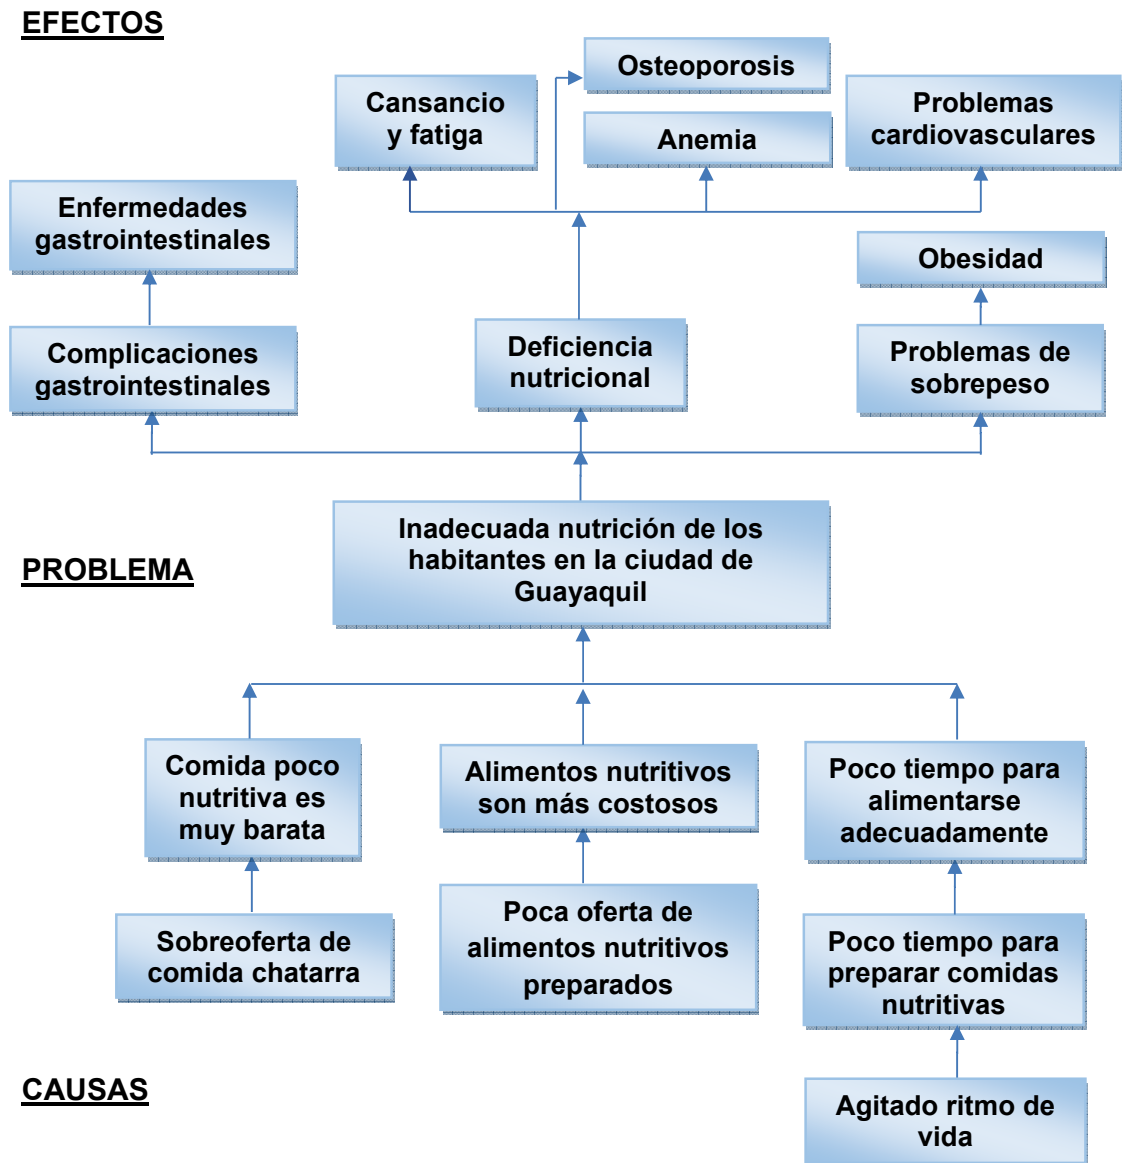 EFECTOS
Osteoporosis
Cansancio
y fatiga
Problemas
cardiovasculares
Anemia
Enfermedades
gastrointestinales
Obesidad
Complicaciones
gastrointestinales
Deficiencia
nutricional
Problemas de
sobrepeso
Inadecuada nutrición de los
habitantes en la ciudad de
Guayaquil
PROBLEMA
Comida poco
nutritiva es
muy barata
Alimentos nutritivos
son más costosos
Poco tiempo para
alimentarse
adecuadamente
Sobreoferta de
comida chatarra
Poca oferta de
alimentos nutritivos
preparados
Poco tiempo para
preparar comidas
nutritivas
CAUSAS
Agitado ritmo de
vida